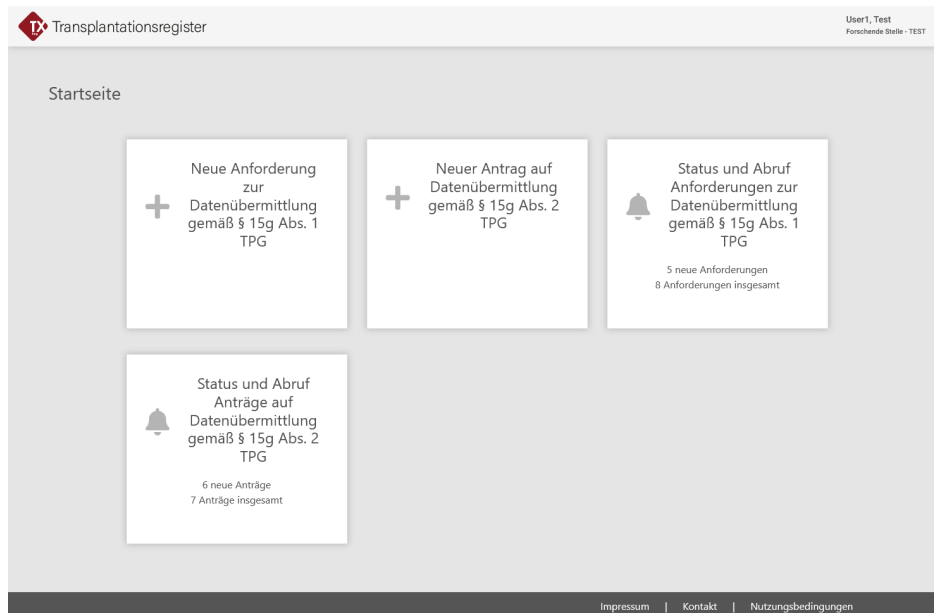 TX
Transplantationsregister
User1, Test
Forschende Stelle - TEST
Startseite
Neue Anforderung
zur
Datenübermittlung
gemäß § 15g Abs. 1
TPG
Neuer Antrag auf
Datenübermittlung
gemäß § 15g Abs. 2
TPG
Status und Abruf
Anforderungen zur
Datenübermittlung
gemäß § 15g Abs. 1
TPG
5 neue Anforderungen
8 Anforderungen insgesamt
Status und Abruf
Anträge auf
Datenübermittlung
gemäß § 15g Abs. 2
TPG
6 neue Anträge
7 Anträge insgesamt
Impressum | Kontakt | Nutzungsbedingungen